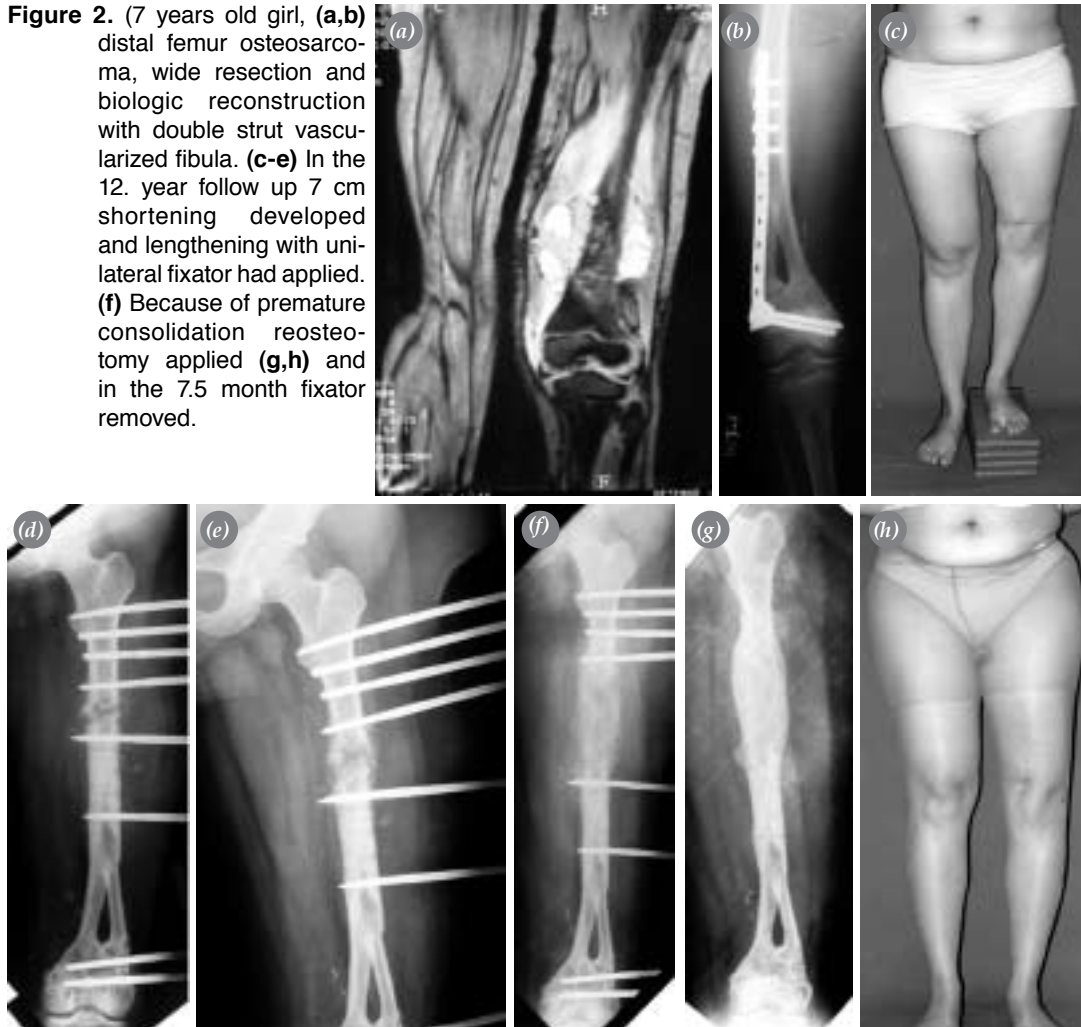 Figure 2. (7 years old girl, (a,b)
distal femur osteosarco-
ma, wide resection and
biologic reconstruction
with double strut vascu-
larized fibula. (c-e) In the
12. year follow up 7 cm
shortening developed
and lengthening with uni-
lateral fixator had applied.
(f) Because of premature
consolidation reosteo-
tomy applied (g,h) and
in the 7.5 month fixator
removed.
(a)
H
F
(b)
(c)
(d)
(e)
(f)
(g)
(h)